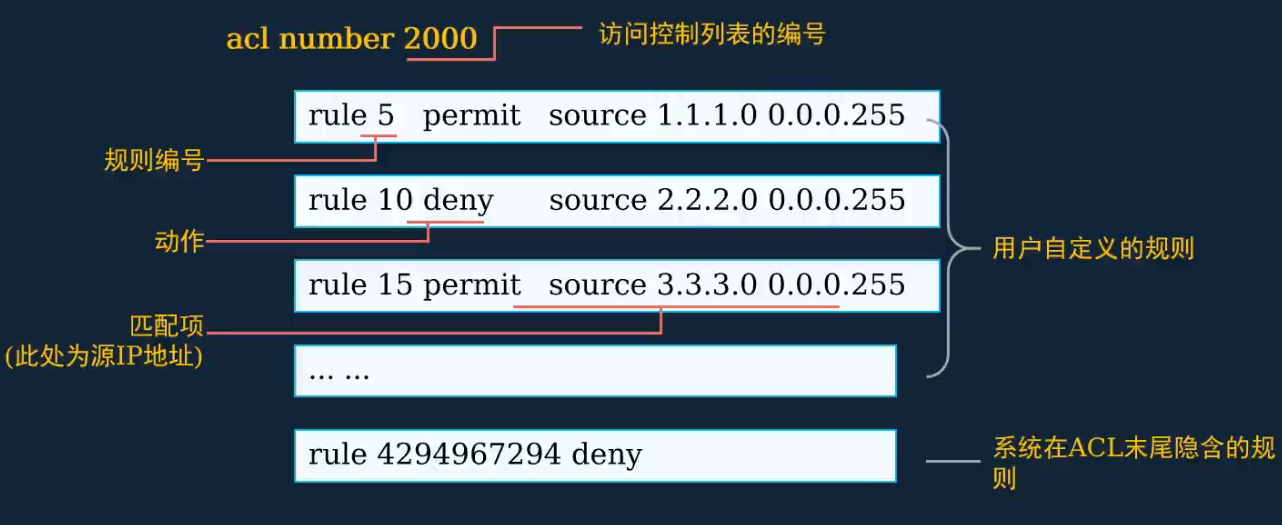 acl number 2000
访问控制列表的编号
rule 5 permit source 1.1.1.0 0.0.0.255
规则编号
rule 10 deny source 2.2.2.0 0.0.0.255
动作
用户自定义的规则
rule 15 permit source 3.3.3.0 0.0.0.255
匹配项
(此处为源IP地址)
... ...
rule 4294967294 deny
系统在ACL末尾隐含的规
则